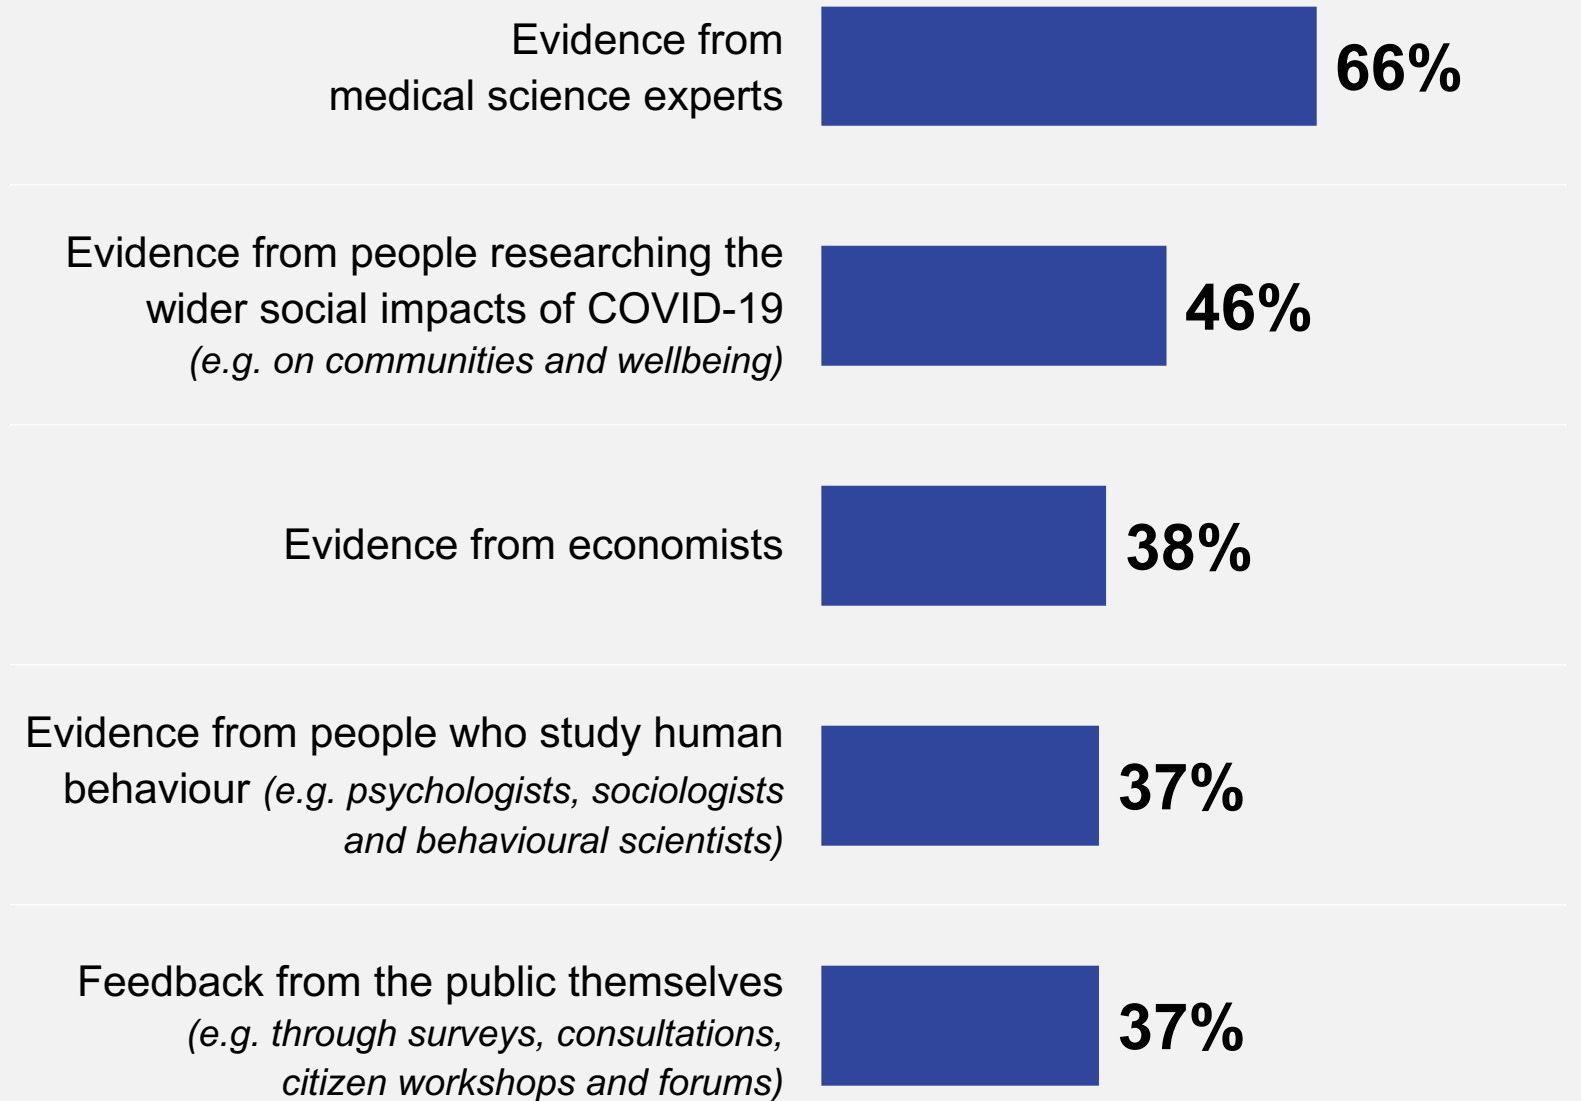 Evidence from
medical science experts
66%
Evidence from people researching the
wider social impacts of COVID-19
(e.g. on communities and wellbeing)
46%
Evidence from economists
38%
Evidence from people who study human
behaviour (e.g. psychologists, sociologists
and behavioural scientists)
37%
Feedback from the public themselves
(e.g. through surveys, consultations,
citizen workshops and forums)
37%